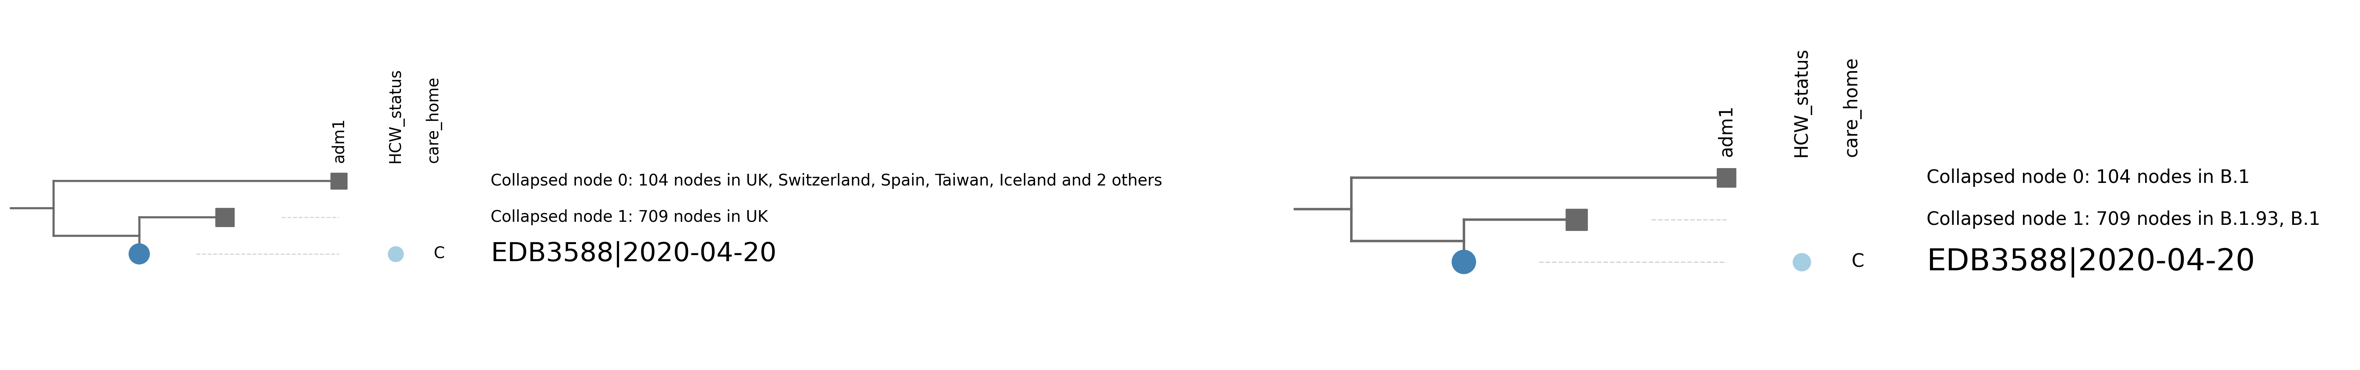 adm1
HCW_status
care_home
Collapsed node 0: 104 nodes in UK, Switzerland, Spain, Taiwan, Iceland and 2 others
Collapsed node 1: 709 nodes in UK
C
EDB3588|2020-04-20
adm1
HCW_status
care_home
Collapsed node 0: 104 nodes in B.1
Collapsed node 1: 709 nodes in B.1.93, B.1
C
EDB3588|2020-04-20